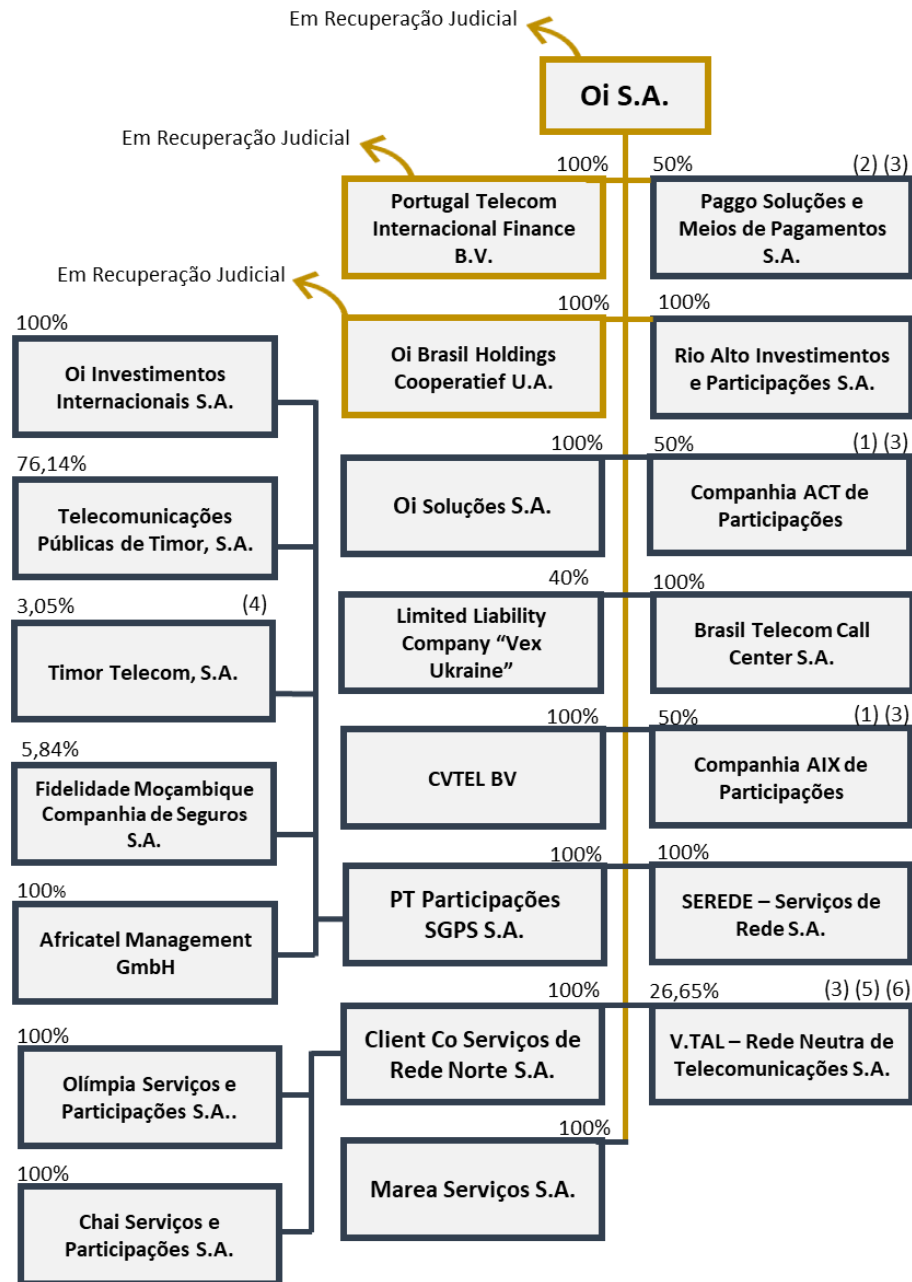 Em Recuperação Judicial
Oi S.A.
Em Recuperação Judicial
100%
50%
(2) (3)
Portugal Telecom
Internacional Finance
B.V.
Paggo Soluções e
Meios de Pagamentos
S.A.
Em Recuperação Judicial
100%
100%
100%
Oi Investimentos
Internacionais S.A.
Oi Brasil Holdings
Cooperatief U.A.
Rio Alto Investimentos
e Participações S.A.
100%
50%
(1) (3)
76,14%
Telecomunicações
Públicas de Timor, S.A.
Oi Soluções S.A.
Companhia ACT de
Participações
40%
100%
3,05%
(4)
Timor Telecom, S.A.
Limited Liability
Company “Vex
Ukraine”
Brasil Telecom Call
Center S.A.
100%
50%
(1) (3)
5,84%
Fidelidade Moçambique
Companhia de Seguros
S.A.
CVTEL BV
Companhia AIX de
Participações
100%
100%
100%
Africatel Management
GmbH
PT Participações
SGPS S.A.
SEREDE – Serviços de
Rede S.A.
100%
26,65%
(3) (5) (6)
100%
Olímpia Serviços e
Participações S.A..
Client Co Serviços de
Rede Norte S.A.
V.TAL – Rede Neutra de
Telecomunicações S.A.
100%
100%
Chai Serviços e
Participações S.A.
Marea Serviços S.A.